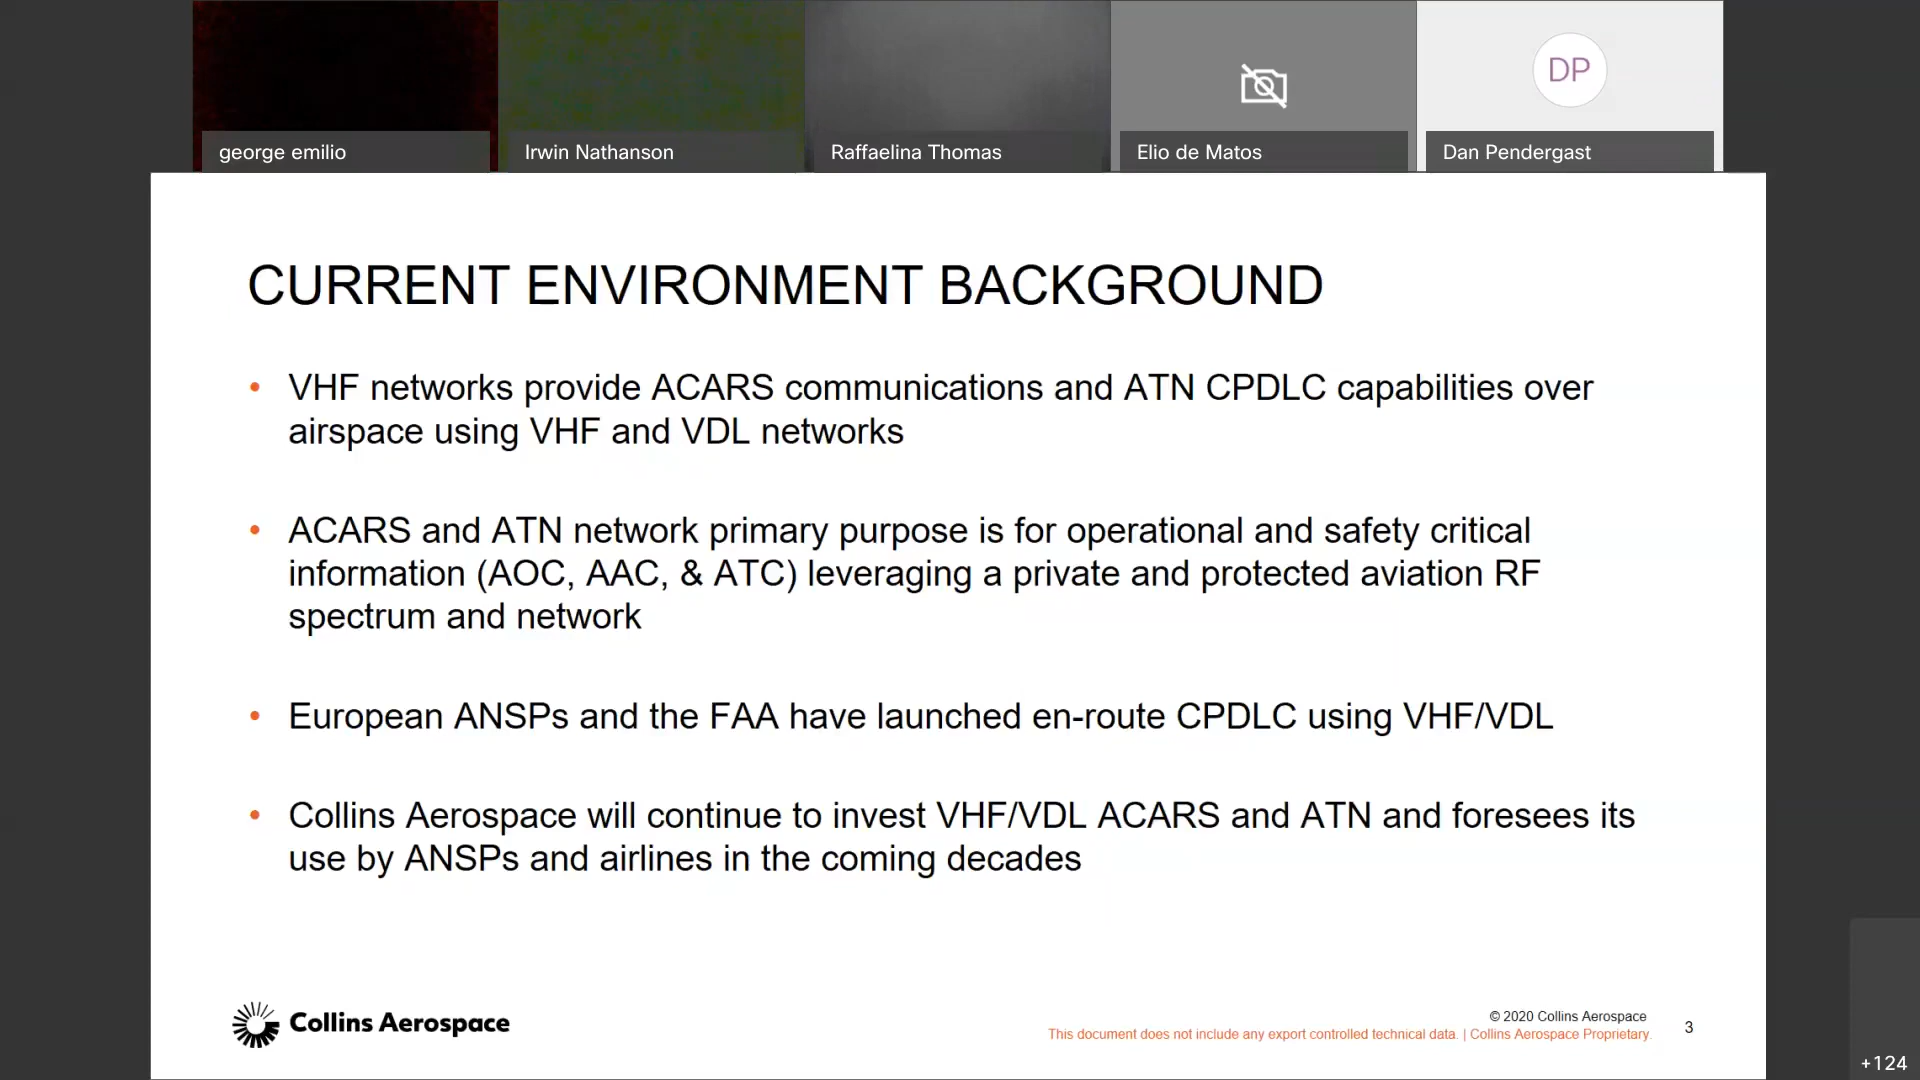 george emilio
Irwin Nathanson
Raffaelina Thomas
Elio de Matos
DP
Dan Pendergast
CURRENT ENVIRONMENT BACKGROUND
• VHF networks provide ACARS communications and ATN CPDLC capabilities over
airspace using VHF and VDL networks
• ACARS and ATN network primary purpose is for operational and safety critical
information (AOC, AAC, & ATC) leveraging a private and protected aviation RF
spectrum and network
• European ANSPs and the FAA have launched en-route CPDLC using VHF/VDL
• Collins Aerospace will continue to invest VHF/VDL ACARS and ATN and foresees its
use by ANSPs and airlines in the coming decades
Collins Aerospace
© 2020 Collins Aerospace
This document does not include any export controlled technical data. | Collins Aerospace Proprietary.
3
+124